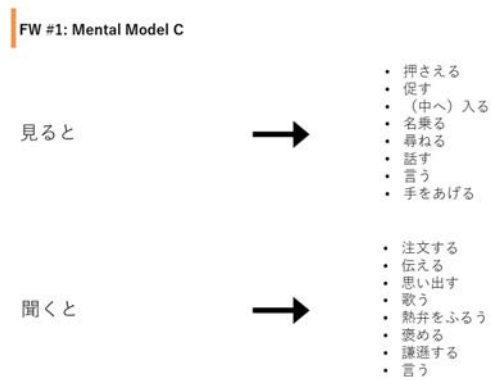 FW #1: Mental Model C
見ると
• 押さえる
• 促す
• （中へ）入る
• 名乗る
• 尋ねる
• 話す
• 言う
• 手をあげる
聞くと
• 注文する
• 伝える
• 思い出す
• 歌う
• 熱弁をふるう
• 褒める
• 謙遜する
• 言う